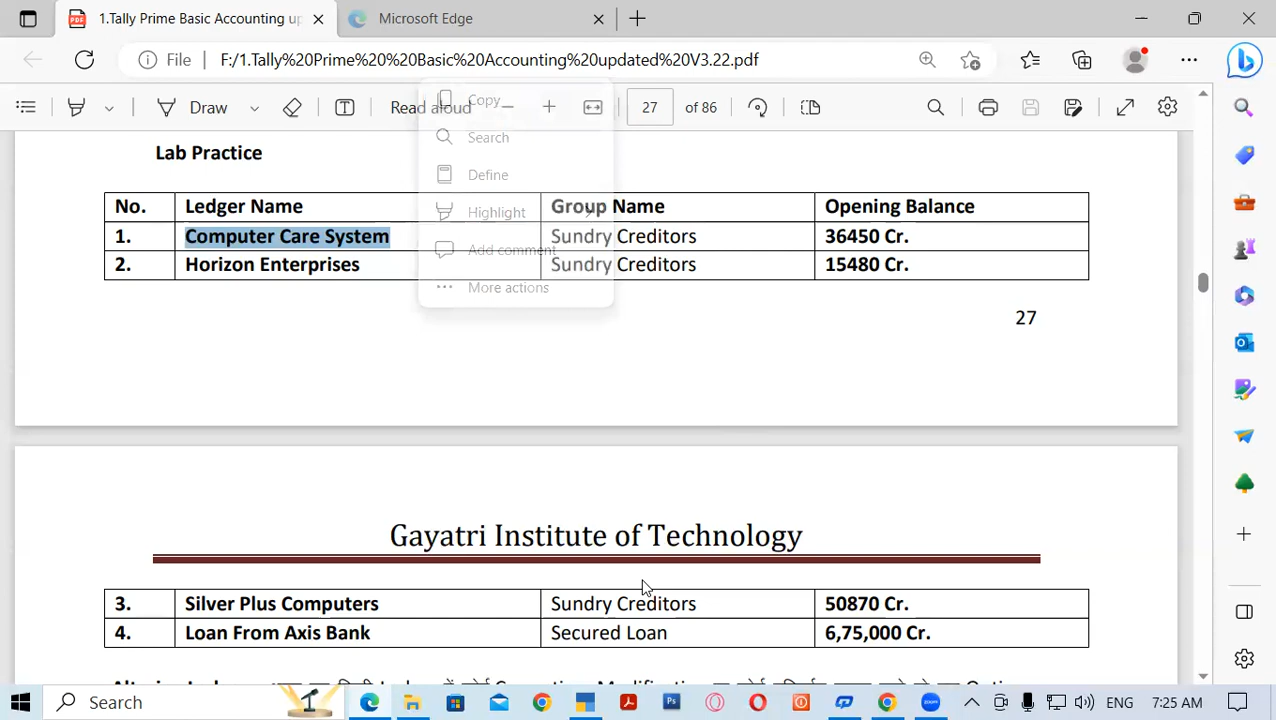 1.Tally Prime Basic Accounting up
Microsoft Edge
File F:/1.Tally%20Prime%20%20Basic%20Accounting%20updated%20V3.22.pdf
Draw Read aloud 27 of 86
Copy
Search
Define
Highlight
Add comment
More actions
Lab Practice
No. Ledger Name Group Name Opening Balance
1. Computer Care System Sundry Creditors 36450 Cr.
2. Horizon Enterprises Sundry Creditors 15480 Cr.
27
Gayatri Institute of Technology
3. Silver Plus Computers Sundry Creditors 50870 Cr.
4. Loan From Axis Bank Secured Loan 6,75,000 Cr.
Search ENG 7:25 AM